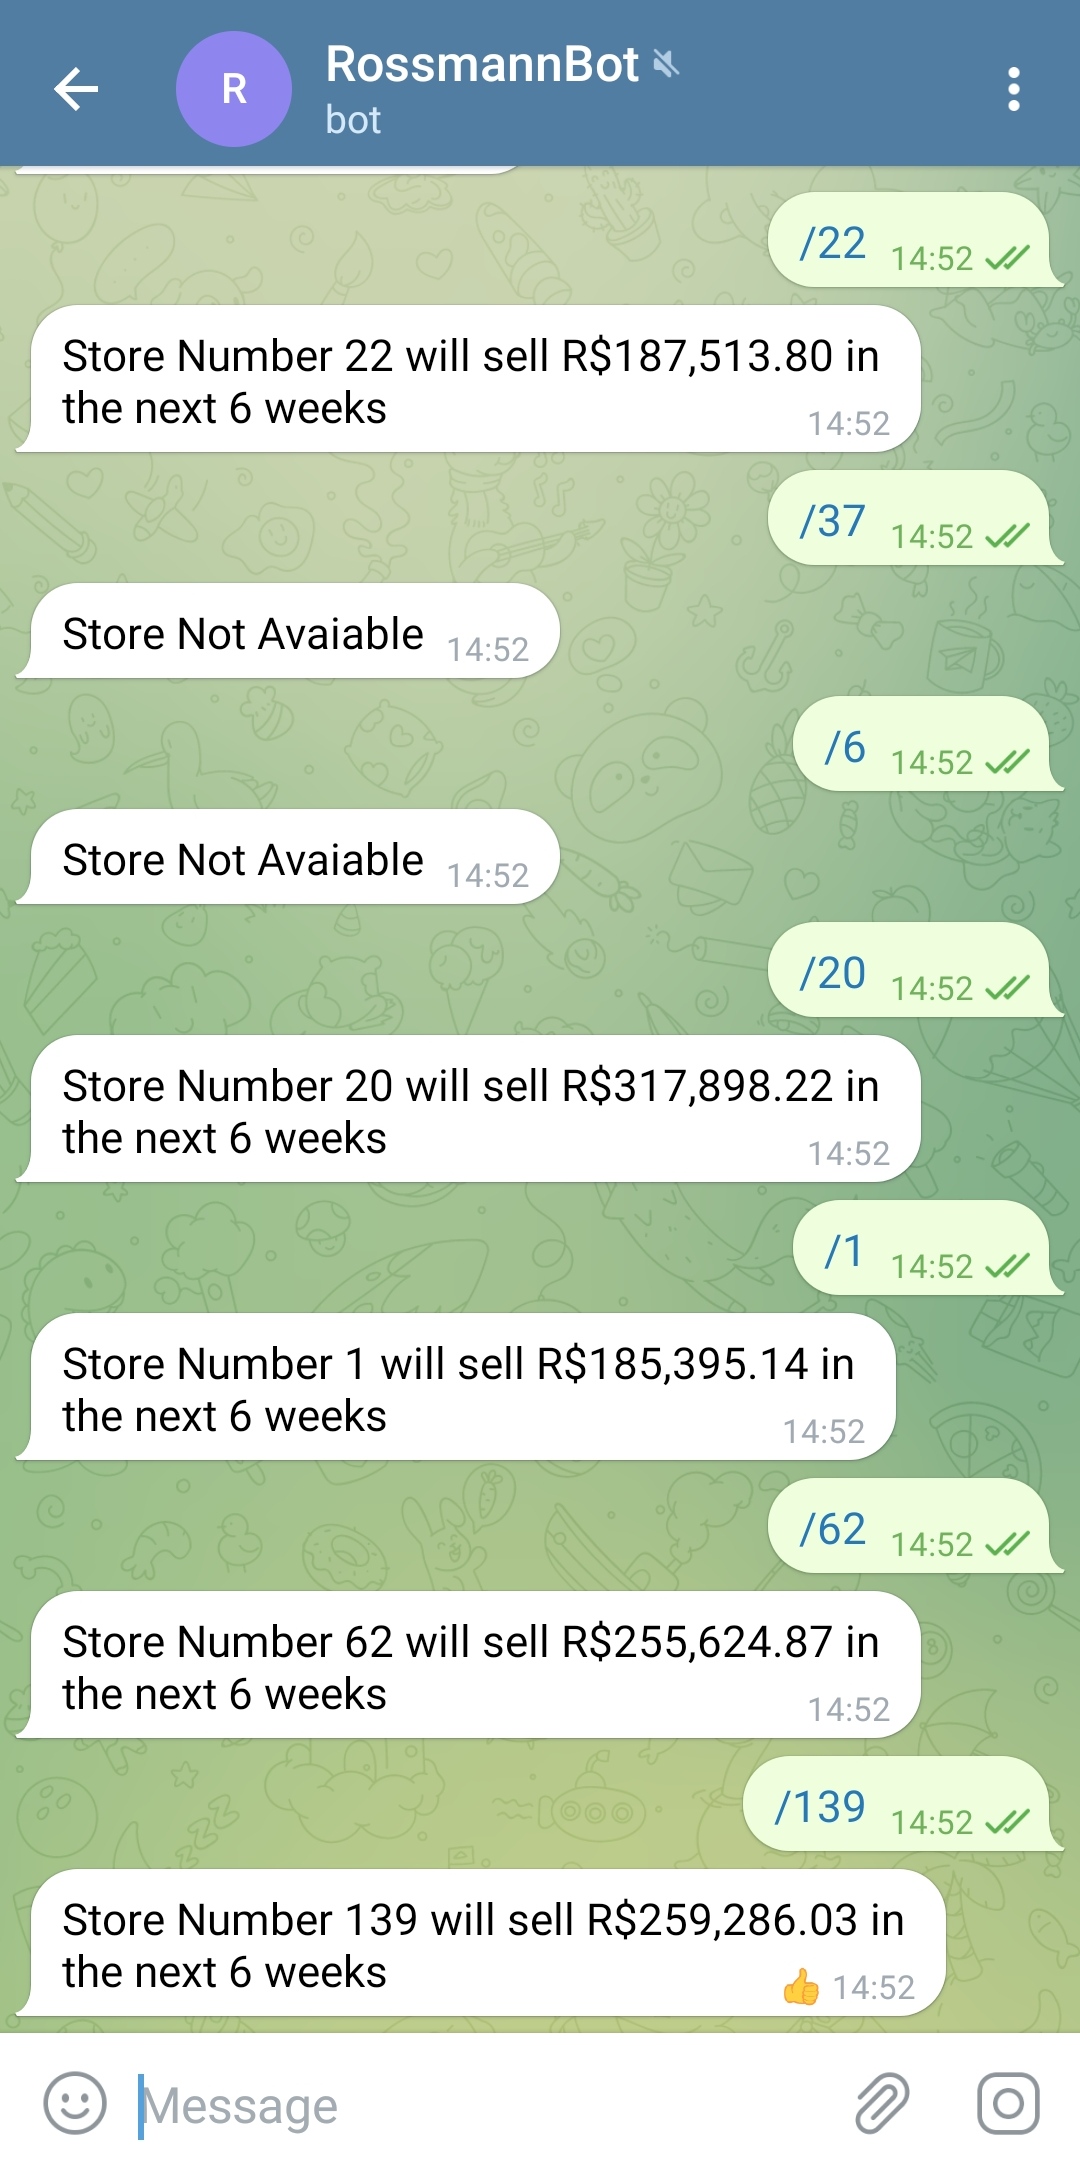 R
RossmannBot
bot
/22 14:52
Store Number 22 will sell R$187,513.80 in
the next 6 weeks
14:52
/37 14:52
Store Not Avaiable 14:52
/6 14:52
Store Not Avaiable 14:52
/20 14:52
Store Number 20 will sell R$317,898.22 in
the next 6 weeks
14:52
/1 14:52
Store Number 1 will sell R$185,395.14 in
the next 6 weeks
14:52
/62 14:52
Store Number 62 will sell R$255,624.87 in
the next 6 weeks
14:52
/139 14:52
Store Number 139 will sell R$259,286.03 in
the next 6 weeks
👍 14:52
Message